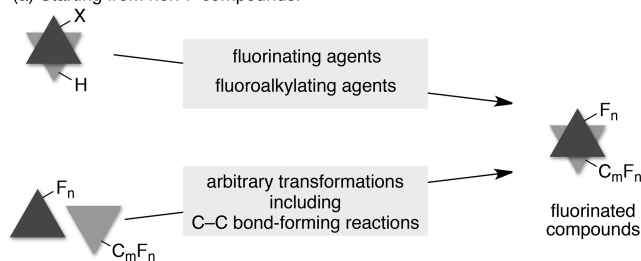 (a) Starting from non-F compounds.
X
H
fluorinating agents
fluoroalkylating agents
Fn
CmFn
fluorinated
compounds
Fn
CmFn
arbitrary transformations
including
C–C bond-forming reactions